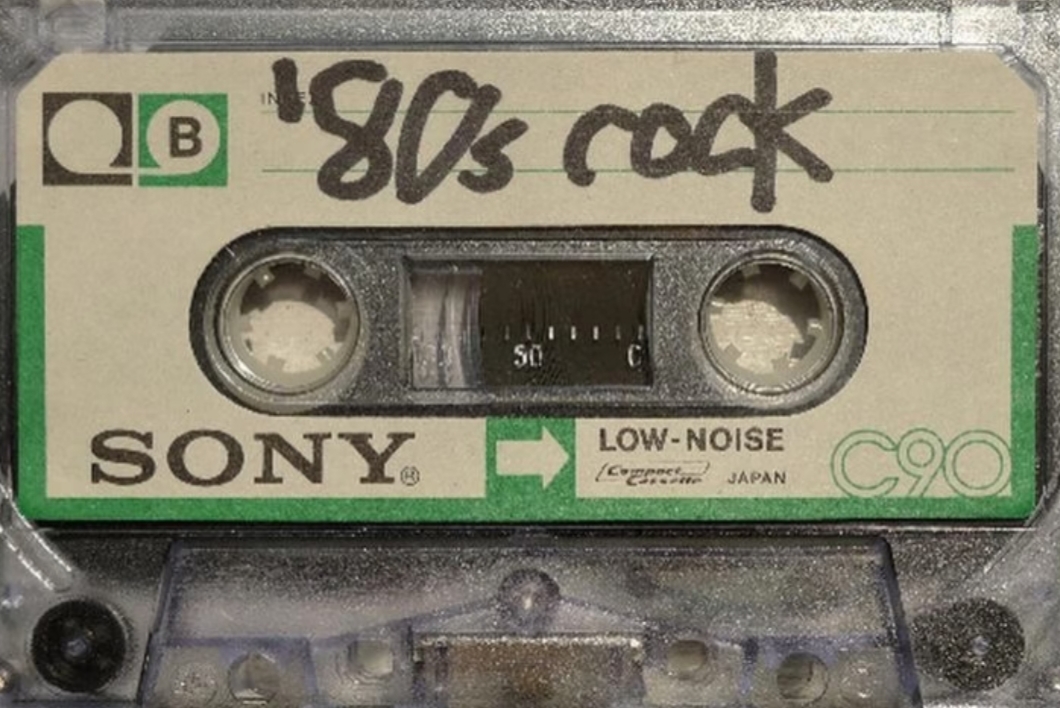 '80s rock
B
50
SONY®
LOW-NOISE
Compact Cassette
JAPAN
C90